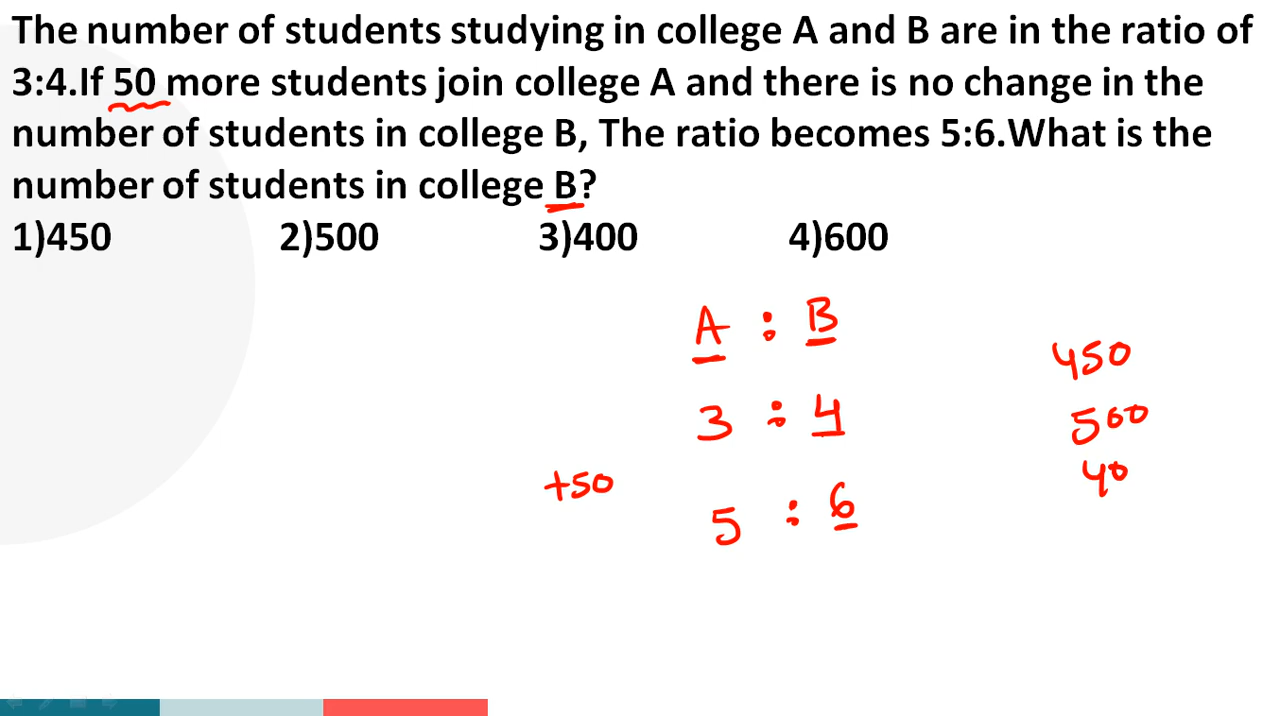 The number of students studying in college A and B are in the ratio of
3:4.If 50 more students join college A and there is no change in the
number of students in college B, The ratio becomes 5:6.What is the
number of students in college B?
1)450 2)500 3)400 4)600
A : B
450
3 : 4
500
+50
40
5 : 6